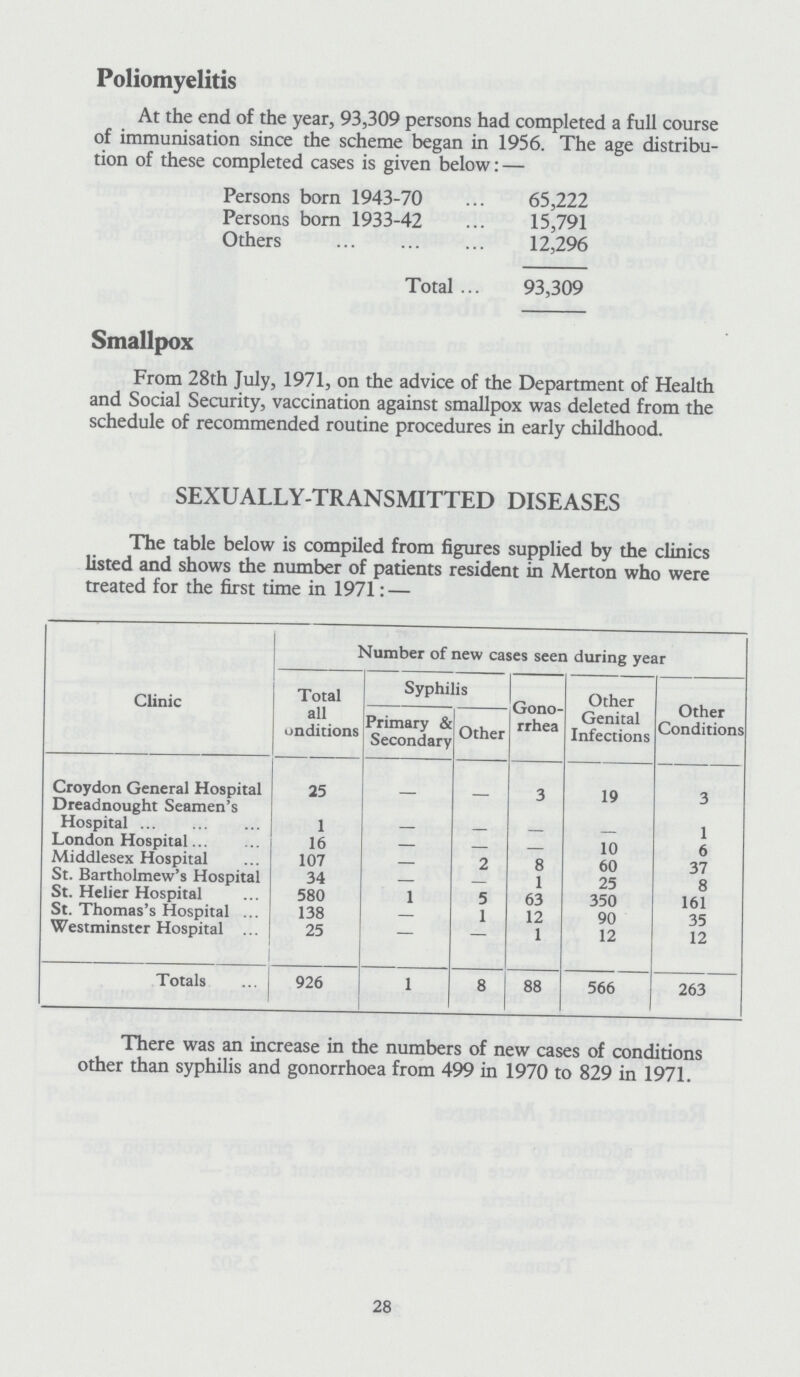 Poliomyelitis
At the end of the year, 93,309 persons had completed a full course
of immunisation since the scheme began in 1956. The age distribu-
tion of these completed cases is given below: —
Persons born 1943-70 ... 65,222
Persons born 1933-42 ... 15,791
Others ... ... ... 12,296
Total ... 93,309
Smallpox
From 28th July, 1971, on the advice of the Department of Health
and Social Security, vaccination against smallpox was deleted from the
schedule of recommended routine procedures in early childhood.
SEXUALLY-TRANSMITTED DISEASES
The table below is compiled from figures supplied by the clinics
listed and shows the number of patients resident in Merton who were
treated for the first time in 1971: —
Number of new cases seen during year
Clinic
Total
all
onditions
Syphilis
Primary &
Secondary
Other
Gono-
rrhea
Other
Genital
Infections
Other
Conditions
Croydon General Hospital 25 — — 3 19 3
Dreadnought Seamen's
Hospital ... ... ... 1 — — — — 1
London Hospital ... ... 16 — — — 10 6
Middlesex Hospital ... 107 — 2 8 60 37
St. Bartholmew's Hospital 34 — — 1 25 8
St. Helier Hospital ... 580 1 5 63 350 161
St. Thomas's Hospital ... 138 — 1 12 90 35
Westminster Hospital ... 25 — — 1 12 12
Totals ... 926 1 8 88 566 263
There was an increase in the numbers of new cases of conditions
other than syphilis and gonorrhoea from 499 in 1970 to 829 in 1971.
28